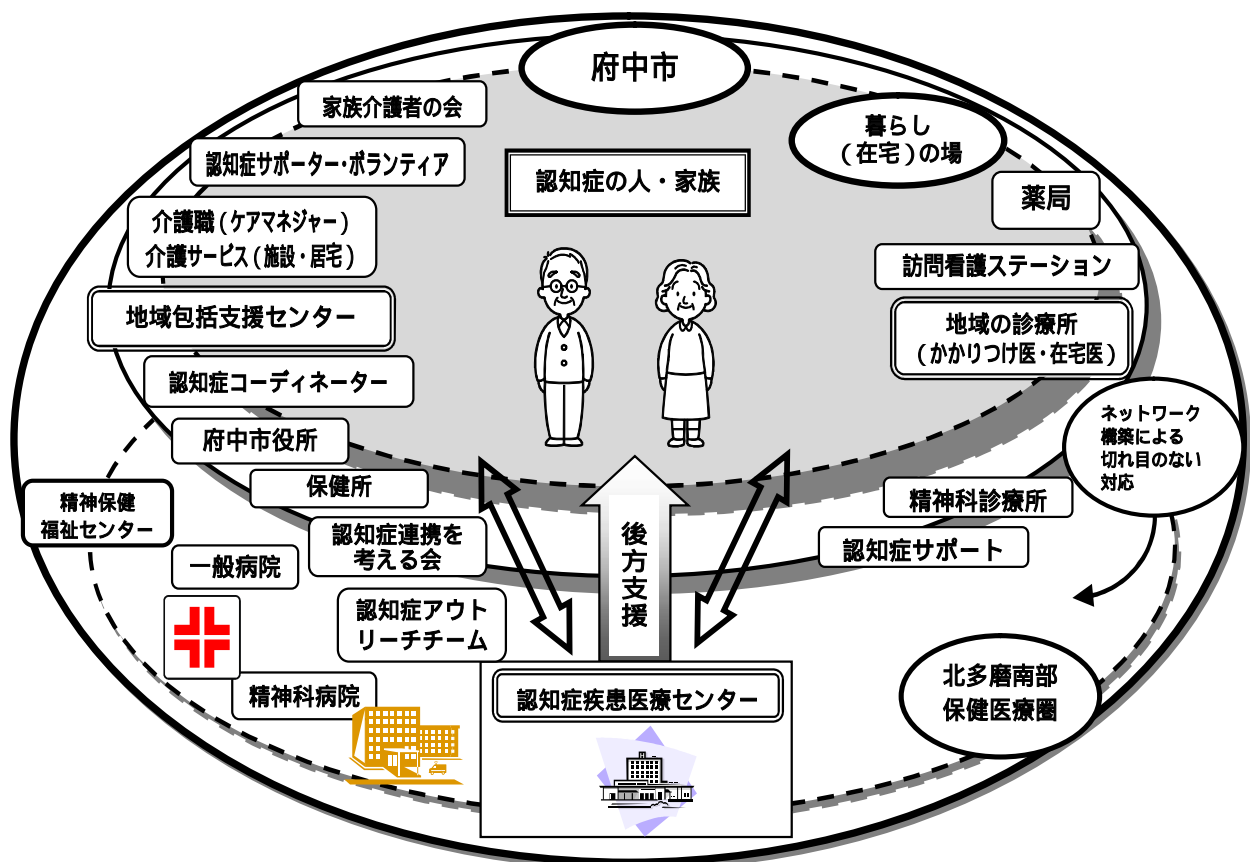 府中市
家族介護者の会
暮らし
（在宅）の場
認知症サポーター・ボランティア
認知症の人・家族
薬局
介護職（ケアマネジャー）
介護サービス（施設・居宅）
訪問看護ステーション
地域包括支援センター
地域の診療所
（かかりつけ医・在宅医）
認知症コーディネーター
ネットワーク
構築による
切れ目のない
対応
府中市役所
保健所
精神保健
福祉センター
精神科診療所
認知症連携を
考える会
後方支援
認知症サポート
一般病院
認知症アウト
リーチチーム
精神科病院
認知症疾患医療センター
北多磨南部
保健医療圏